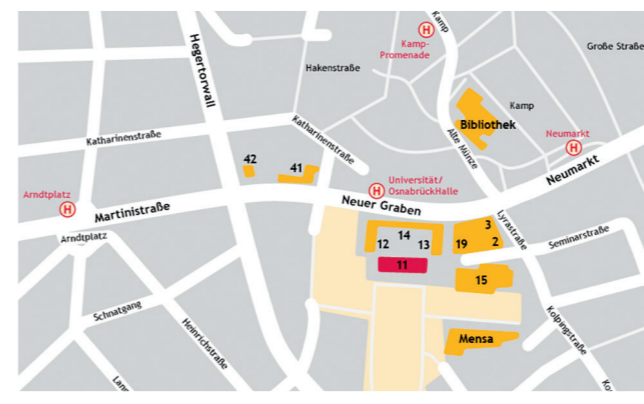 Kamp
H
Kamp-
Promenade
Große Straße
Hegertorwall
Hakenstraße
Kamp
Bibliothek
Alte Münze
Katharinenstraße
Katharinenstraße
Neumarkt
H
Neumarkt
42
41
Universität/
OsnabrückHalle
H
Neuer Graben
Arndtplatz
H
Martinistraße
Arndtplatz
Lyrastraße
3
14
12
13
19
2
Seminarstraße
11
15
Schnatgang
Heinrichstraße
Kolpingstraße
Mensa